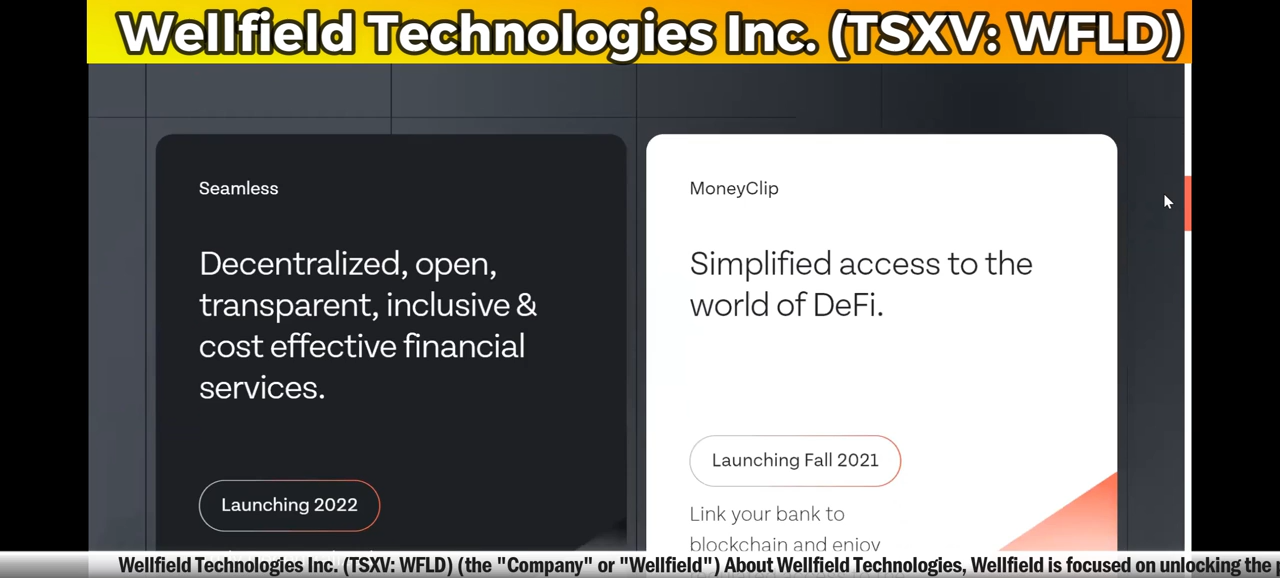 Wellfield Technologies Inc. (TSXV: WFLD)
Seamless
Decentralized, open,
transparent, inclusive &
cost effective financial
services.
Launching 2022
MoneyClip
Simplified access to the
world of DeFi.
Launching Fall 2021
Link your bank to
blockchain and enjoy
Wellfield Technologies Inc. (TSXV: WFLD) (the "Company" or "Wellfield") About Wellfield Technologies, Wellfield is focused on unlocking the